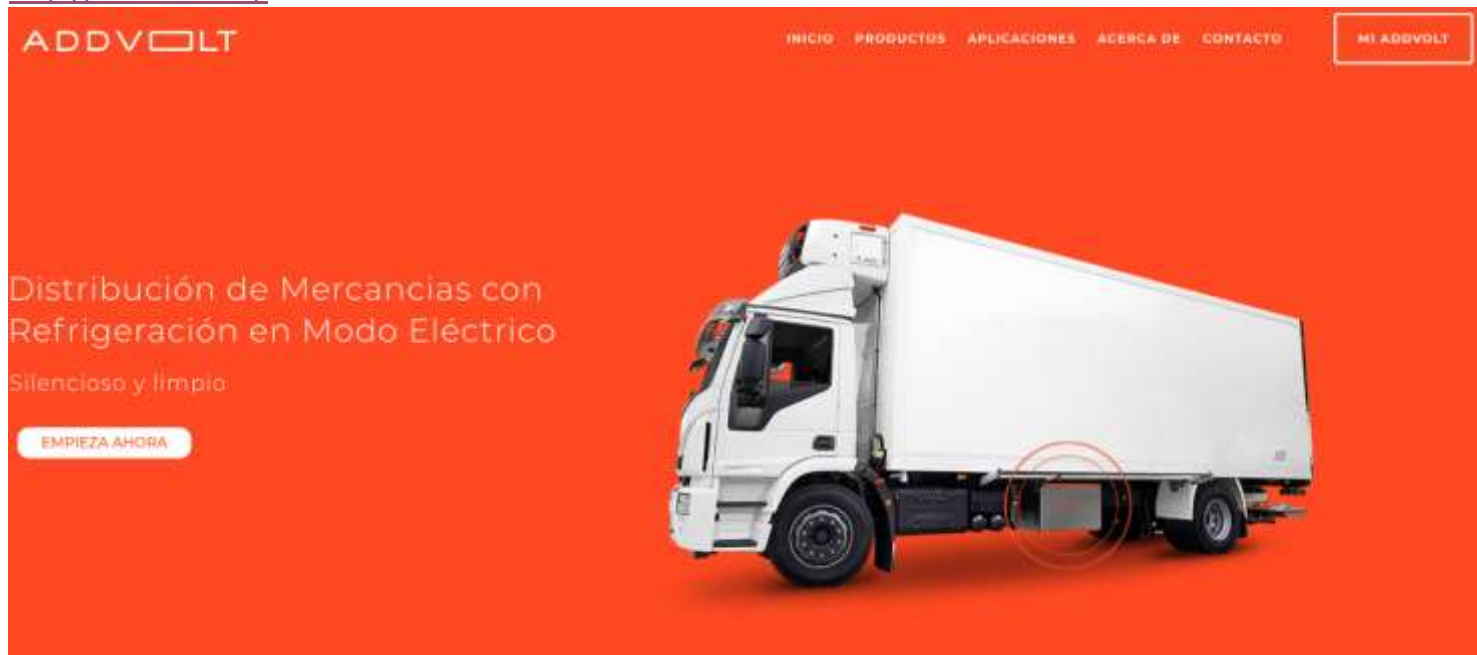 ADDVOLT
INICIO PRODUCTOS APLICACIONES ACERCA DE CONTACTO MI ADDVOLT
Distribución de Mercancias con
Refrigeración en Modo Eléctrico
Silencioso y limpio
EMPIEZA AHORA